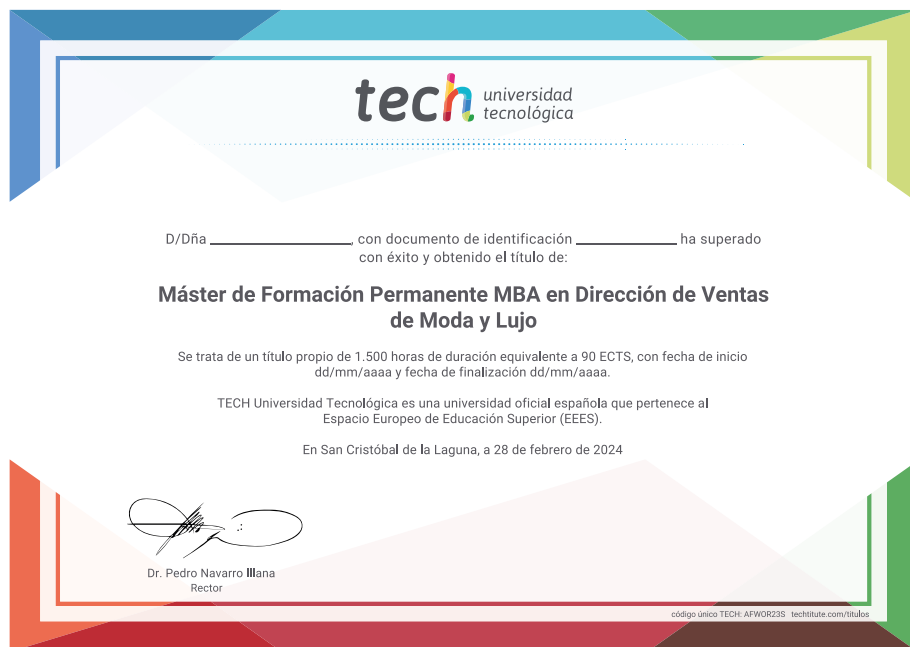 tech universidad
tecnológica
D/Dña ________________, con documento de identificación ____________ ha superado
con éxito y obtenido el título de:
Máster de Formación Permanente MBA en Dirección de Ventas
de Moda y Lujo
Se trata de un título propio de 1.500 horas de duración equivalente a 90 ECTS, con fecha de inicio
dd/mm/aaaa y fecha de finalización dd/mm/aaaa.
TECH Universidad Tecnológica es una universidad oficial española que pertenece al
Espacio Europeo de Educación Superior (EEES).
En San Cristóbal de la Laguna, a 28 de febrero de 2024
Dr. Pedro Navarro Illana
Rector
código único TECH: AFWOR23S techtitute.com/titulos